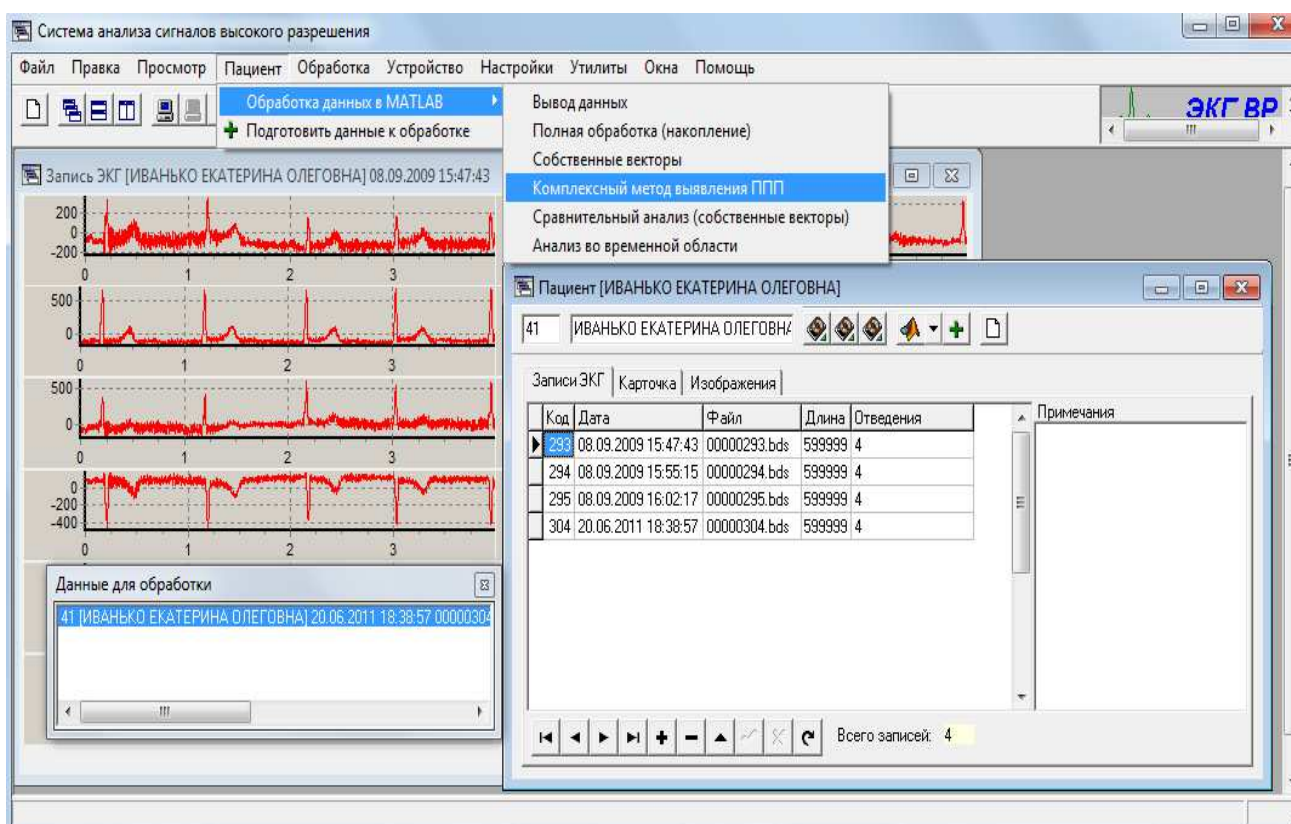 Система анализа сигналов высокого разрешения
Файл Правка Просмотр Пациент Обработка Устройство Настройки Утилиты Окна Помощь
Обработка данных в MATLAB
Подготовить данные к обработке
Вывод данных
Полная обработка (накопление)
Собственные векторы
Комплексный метод выявления ППП
Сравнительный анализ (собственные векторы)
Анализ во временной области
ЭКГ ВР
Запись ЭКГ [ИВАНЬКО ЕКАТЕРИНА ОЛЕГОВНА] 08.09.2009 15:47:43
200
0
-200
0 1 2 3
500
0
0 1 2 3
500
0
0 1 2 3
0
-200
-400
0 1 2 3
Данные для обработки
41 [ИВАНЬКО ЕКАТЕРИНА ОЛЕГОВНА] 20.06.2011 18:38:57 00000304
Пациент [ИВАНЬКО ЕКАТЕРИНА ОЛЕГОВНА]
41 ИВАНЬКО ЕКАТЕРИНА ОЛЕГОВНА
Записи ЭКГ Карточка Изображения
Код Дата Файл Длина Отведения
293 08.09.2009 15:47:43 00000293.bds 599999 4
294 08.09.2009 15:55:15 00000294.bds 599999 4
295 08.09.2009 16:02:17 00000295.bds 599999 4
304 20.06.2011 18:38:57 00000304.bds 599999 4
Примечания
Всего записей: 4